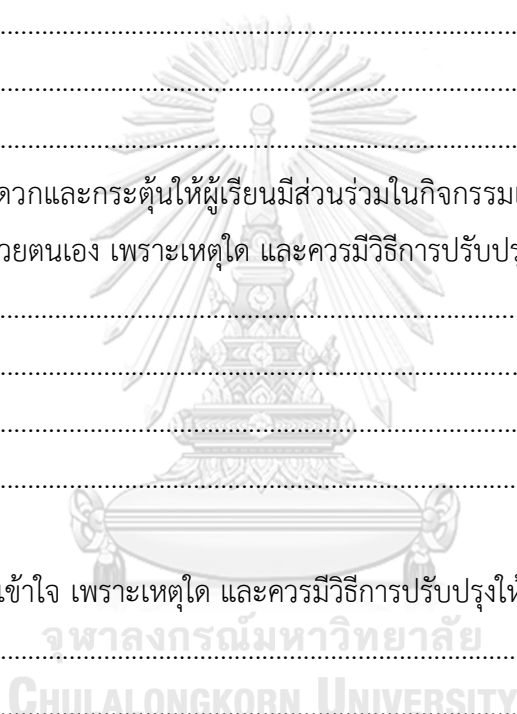 ดวกและกระตุ้นให้ผู้เรียนมีส่วนร่วมในกิจกรรม
วยตนเอง เพราะเหตุใด และควรมีวิธีการปรับปรุ
เข้าใจ เพราะเหตุใด และควรมีวิธีการปรับปรุงให้
จุฬาลงกรณ์มหาวิทยาลัย
CHULALONGKORN UNIVERSITY